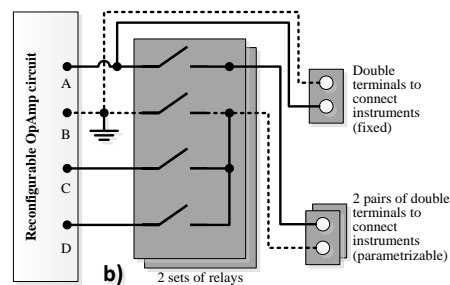 Reconfigurable OpAmp circuit
A
B
C
D
Double
terminals to
connect
instruments
(fixed)
2 pairs of double
terminals to
connect
instruments
(parametrizable)
b)
2 sets of relays